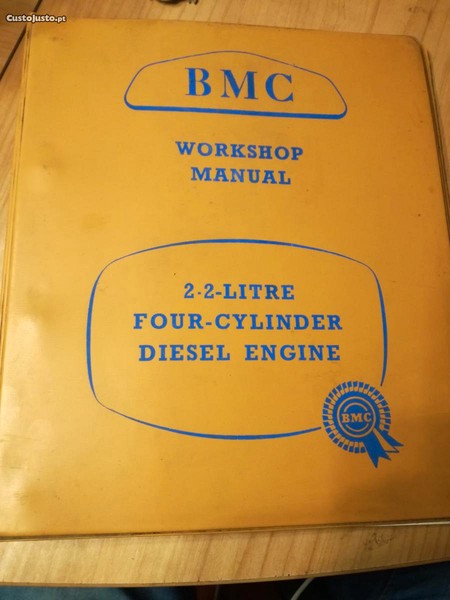 CustoJusto.pt
BMC
WORKSHOP
MANUAL
2·2-LITRE
FOUR-CYLINDER
DIESEL ENGINE
BMC